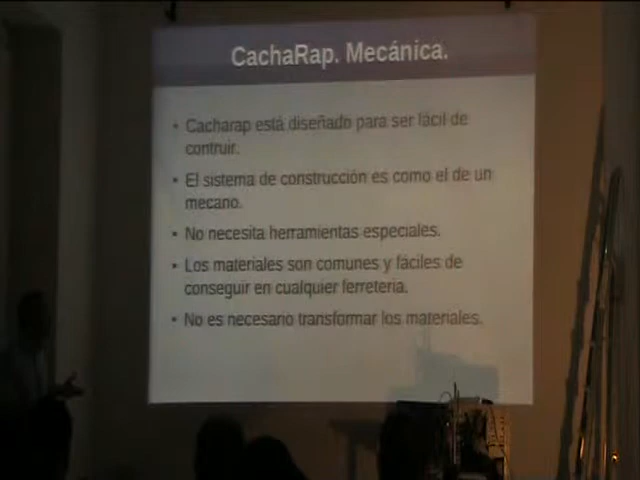 CachaRap. Mecánica.
• Cacharap está diseñado para ser fácil de
contruir.
• El sistema de construcción es como el de un
mecano.
• No necesita herramientas especiales.
• Los materiales son comunes y fáciles de
conseguir en cualquier ferretería.
• No es necesario transformar los materiales.